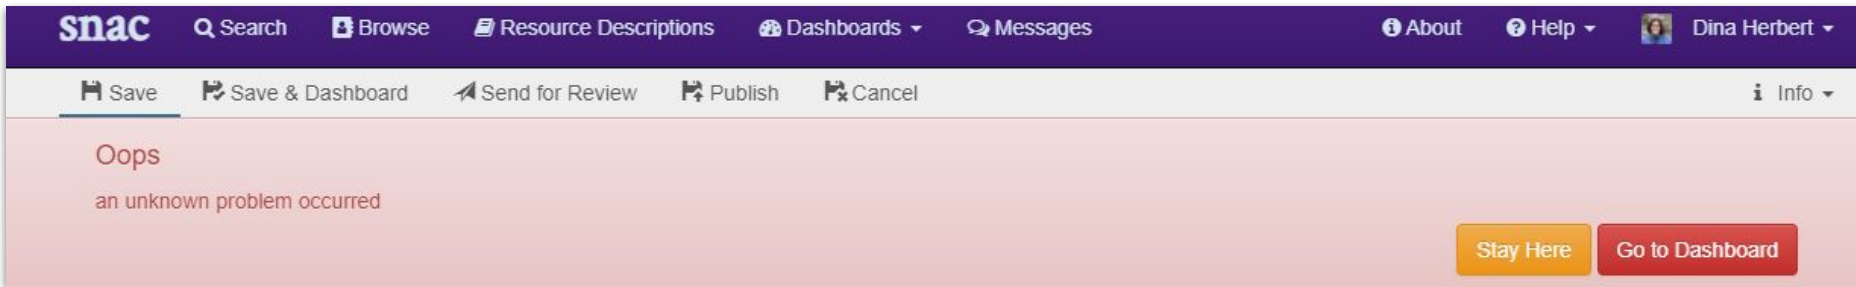 snac Search Browse Resource Descriptions Dashboards Messages About Help Dina Herbert
Save Save & Dashboard Send for Review Publish Cancel i Info
Oops
an unknown problem occurred
Stay Here Go to Dashboard